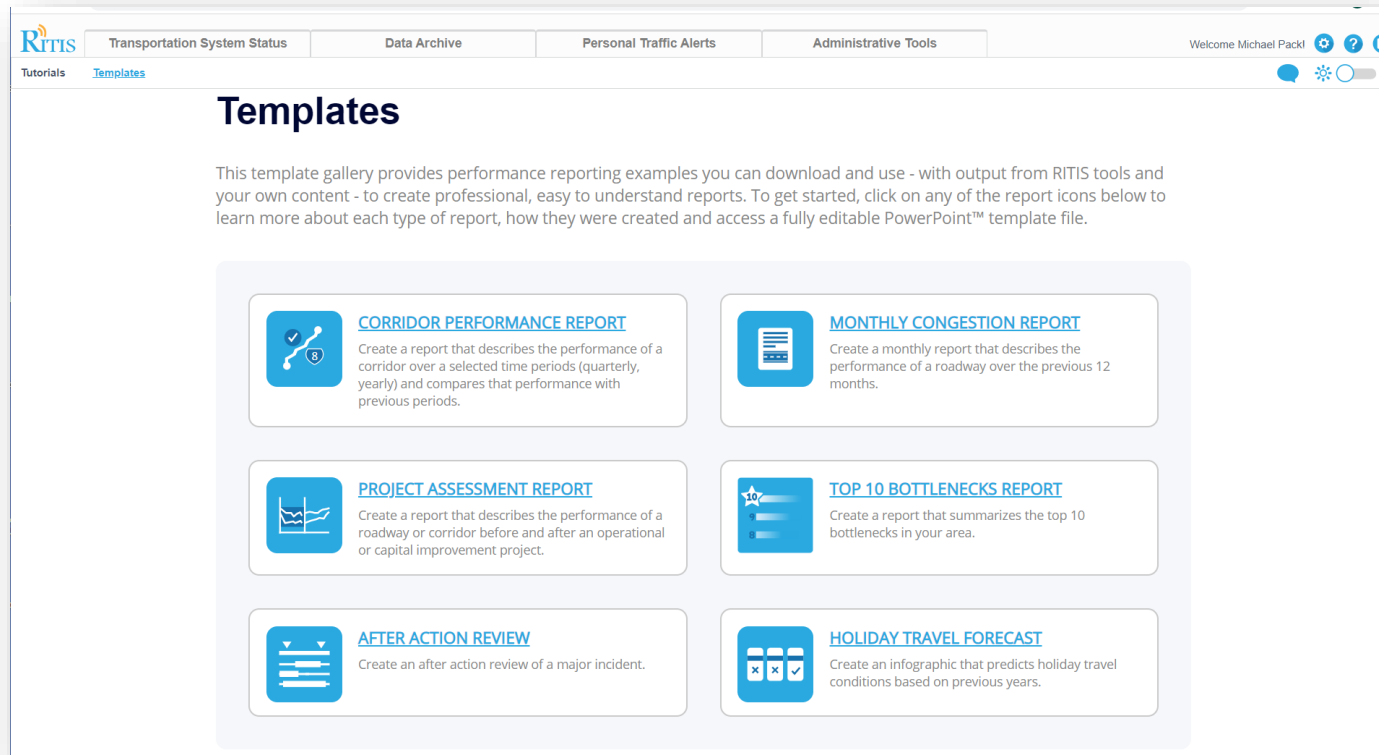 RITIS
Transportation System Status
Data Archive
Personal Traffic Alerts
Administrative Tools
Welcome Michael Pack!
?
Tutorials
Templates
Templates
This template gallery provides performance reporting examples you can download and use - with output from RITIS tools and
your own content - to create professional, easy to understand reports. To get started, click on any of the report icons below to
learn more about each type of report, how they were created and access a fully editable PowerPoint™ template file.
8
CORRIDOR PERFORMANCE REPORT
Create a report that describes the performance of a
corridor over a selected time periods (quarterly,
yearly) and compares that performance with
previous periods.
MONTHLY CONGESTION REPORT
Create a monthly report that describes the
performance of a roadway over the previous 12
months.
PROJECT ASSESSMENT REPORT
Create a report that describes the performance of a
roadway or corridor before and after an operational
or capital improvement project.
10
9
8
TOP 10 BOTTLENECKS REPORT
Create a report that summarizes the top 10
bottlenecks in your area.
AFTER ACTION REVIEW
Create an after action review of a major incident.
HOLIDAY TRAVEL FORECAST
Create an infographic that predicts holiday travel
conditions based on previous years.